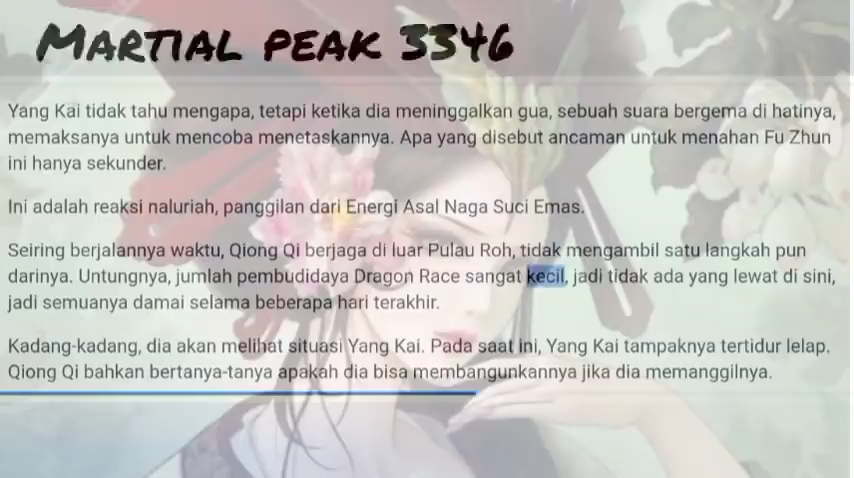 MARTIAL PEAK 3346
Yang Kai tidak tahu mengapa, tetapi ketika dia meninggalkan gua, sebuah suara bergema di hatinya,
memaksanya untuk mencoba menetaskannya. Apa yang disebut ancaman untuk menahan Fu Zhun
ini hanya sekunder.
Ini adalah reaksi naluriah, panggilan dari Energi Asal Naga Suci Emas.
Seiring berjalannya waktu, Qiong Qi berjaga di luar Pulau Roh, tidak mengambil satu langkah pun
darinya. Untungnya, jumlah pembudidaya Dragon Race sangat kecil, jadi tidak ada yang lewat di sini,
jadi semuanya damai selama beberapa hari terakhir.
Kadang-kadang, dia akan melihat situasi Yang Kai. Pada saat ini, Yang Kai tampaknya tertidur lelap.
Qiong Qi bahkan bertanya-tanya apakah dia bisa membangunkannya jika dia memanggilnya.